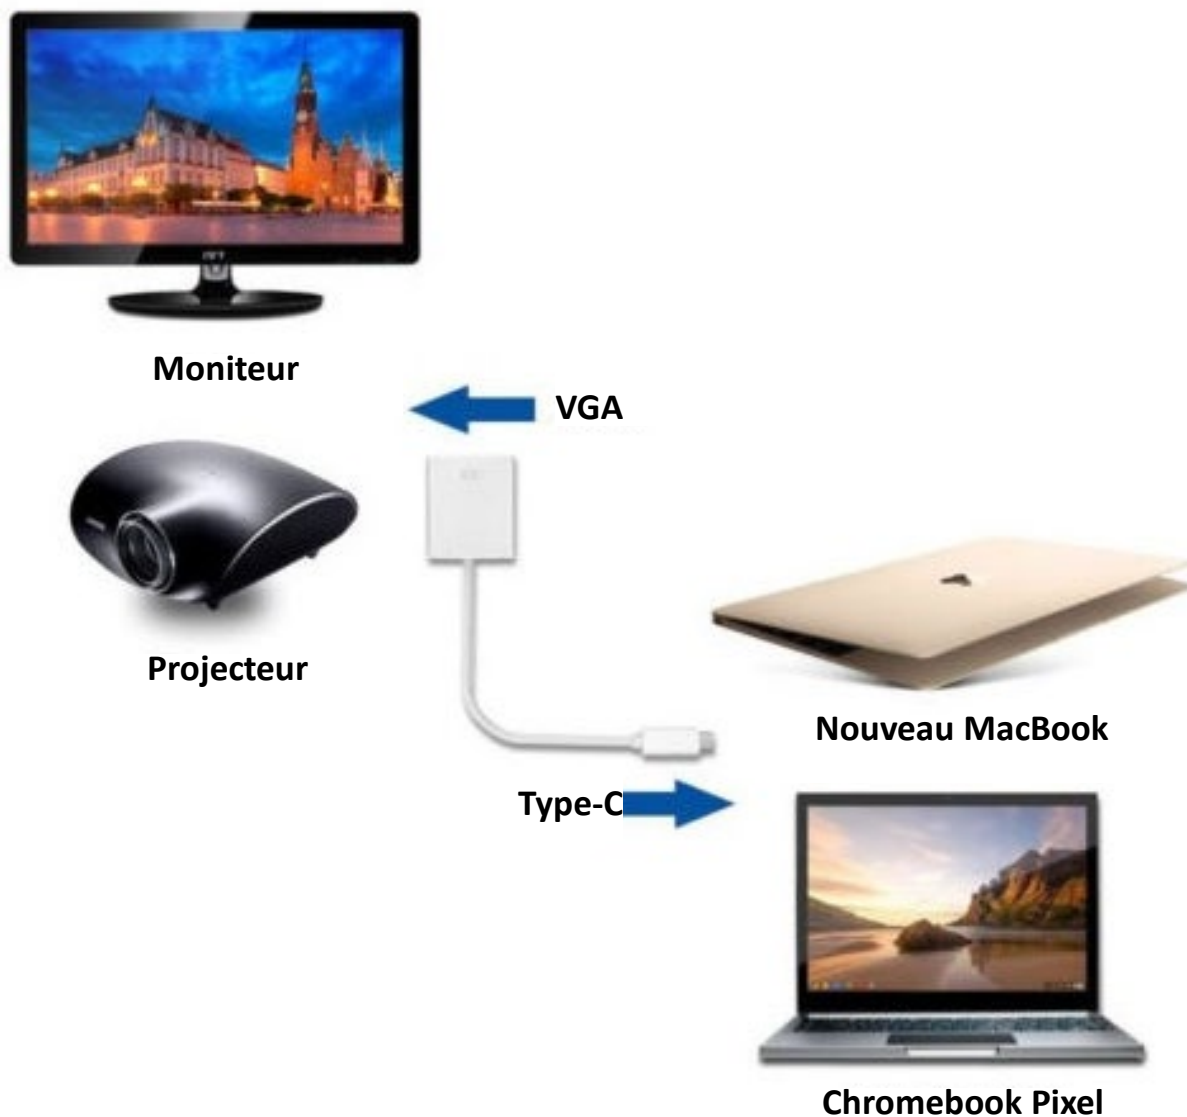 Moniteur
VGA
Projecteur
Nouveau MacBook
Type-C
Chromebook Pixel